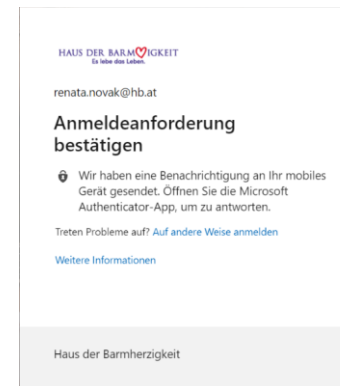 HAUS DER BARMHERZIGKEIT
Es lebe das Leben.
renata.novak@hb.at
Anmeldeanforderung
bestätigen
Wir haben eine Benachrichtigung an Ihr mobiles
Gerät gesendet. Öffnen Sie die Microsoft
Authenticator-App, um zu antworten.
Treten Probleme auf? Auf andere Weise anmelden
Weitere Informationen
Haus der Barmherzigkeit